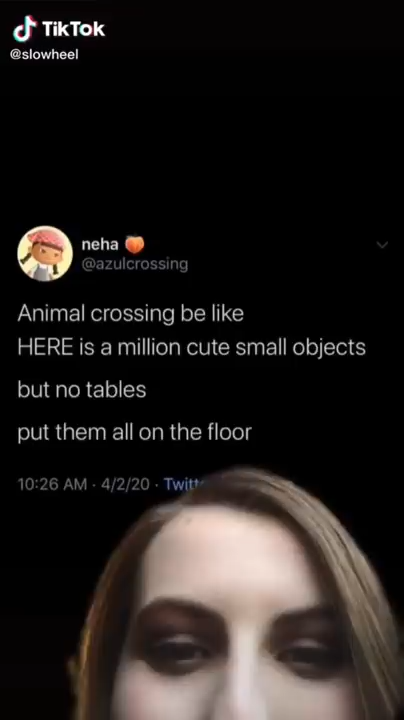 TikTok
@slowheel
neha 🍑
@azulcrossing
Animal crossing be like
HERE is a million cute small objects
but no tables
put them all on the floor
10:26 AM · 4/2/20 · Twitt